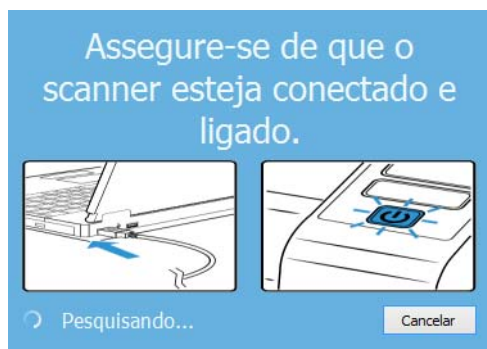 Assegure-se de que o
scanner esteja conectado e
ligado.
Pesquisando...
Cancelar